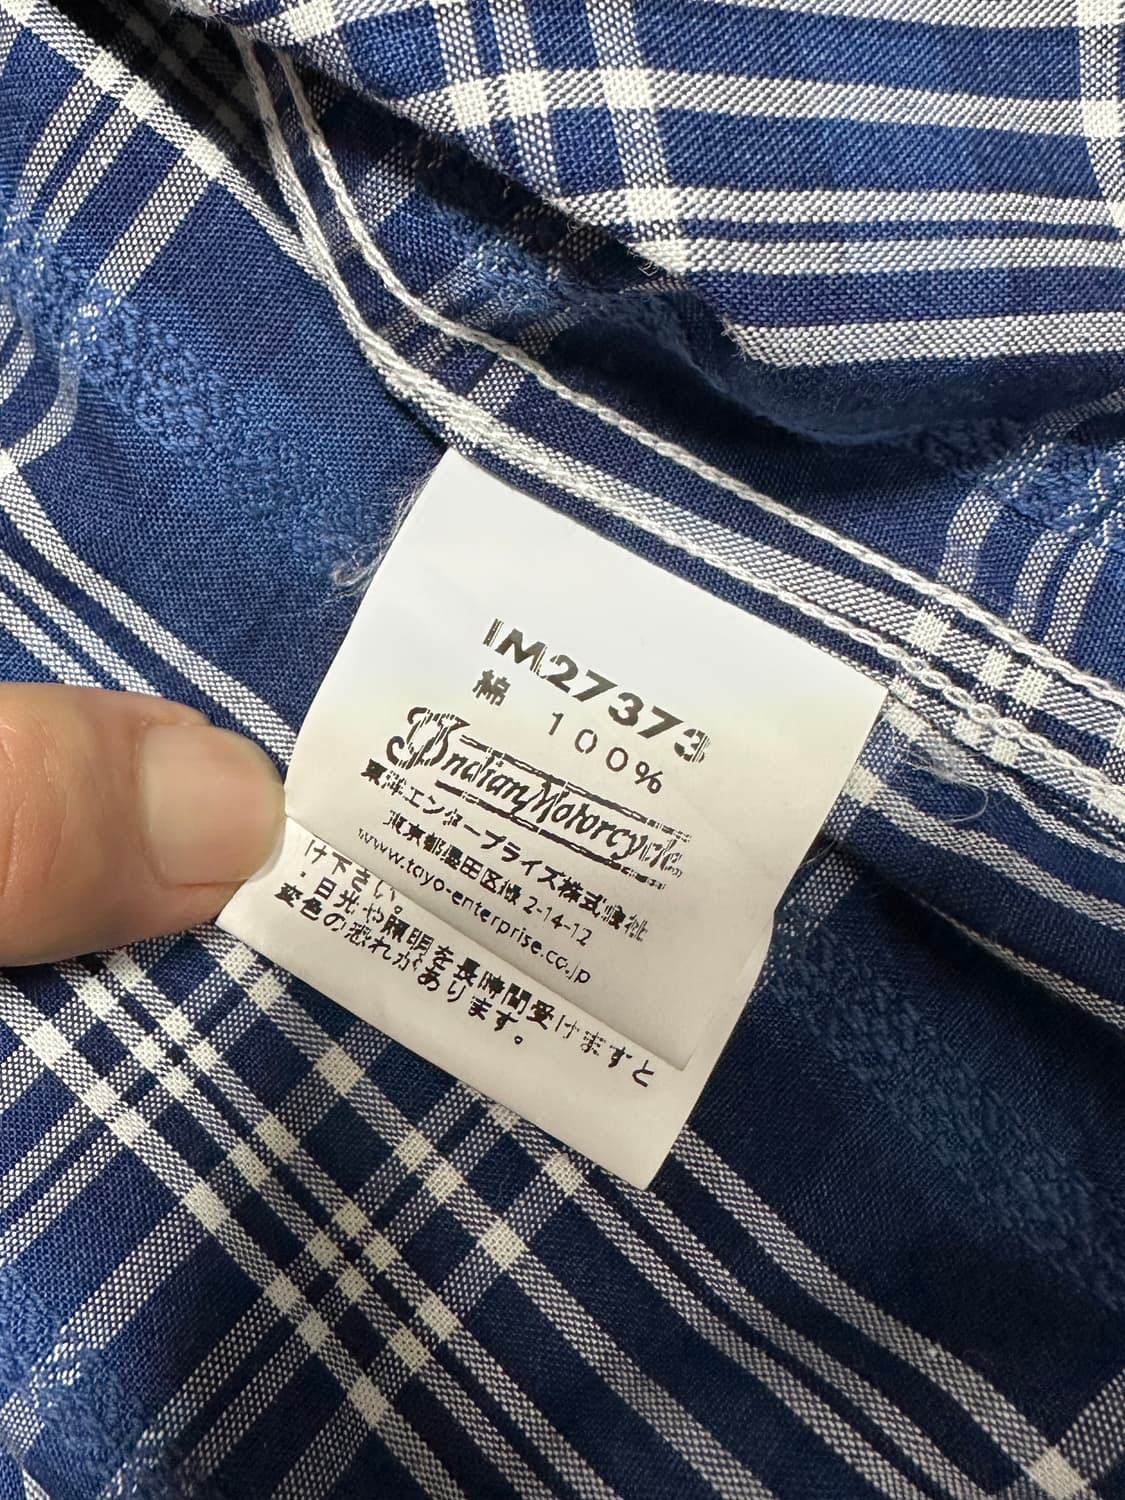 IM27373
綿 100%
Indian Motorcycle
東洋エンタープライズ株式會社
東京都墨田区緑 2-14-12
www.toyo-enterprise.co.jp
け下さい。
・日光や照明を長時間受けますと
変色の恐れがあります。